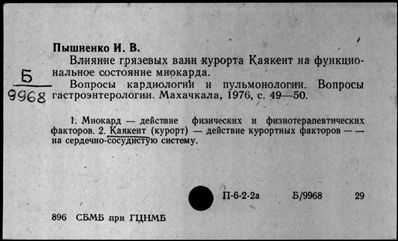 Пышненко И. В.
Влияние грязевых ванн курорта Каякент на функцио-
нальное состояние миокарда.
Б
9968
Вопросы кардиологии и пульмонологии. Вопросы
гастроэнтерологии. Махачкала, 1976, с. 49—50.
1. Миокард — действие физических и физиотерапевтических
факторов. 2. Каякент (курорт) — действие курортных факторов — —
на сердечно-сосудистую систему.
П-6-2-2а Б/9968 29
896 СБМБ при ГЦНМБ